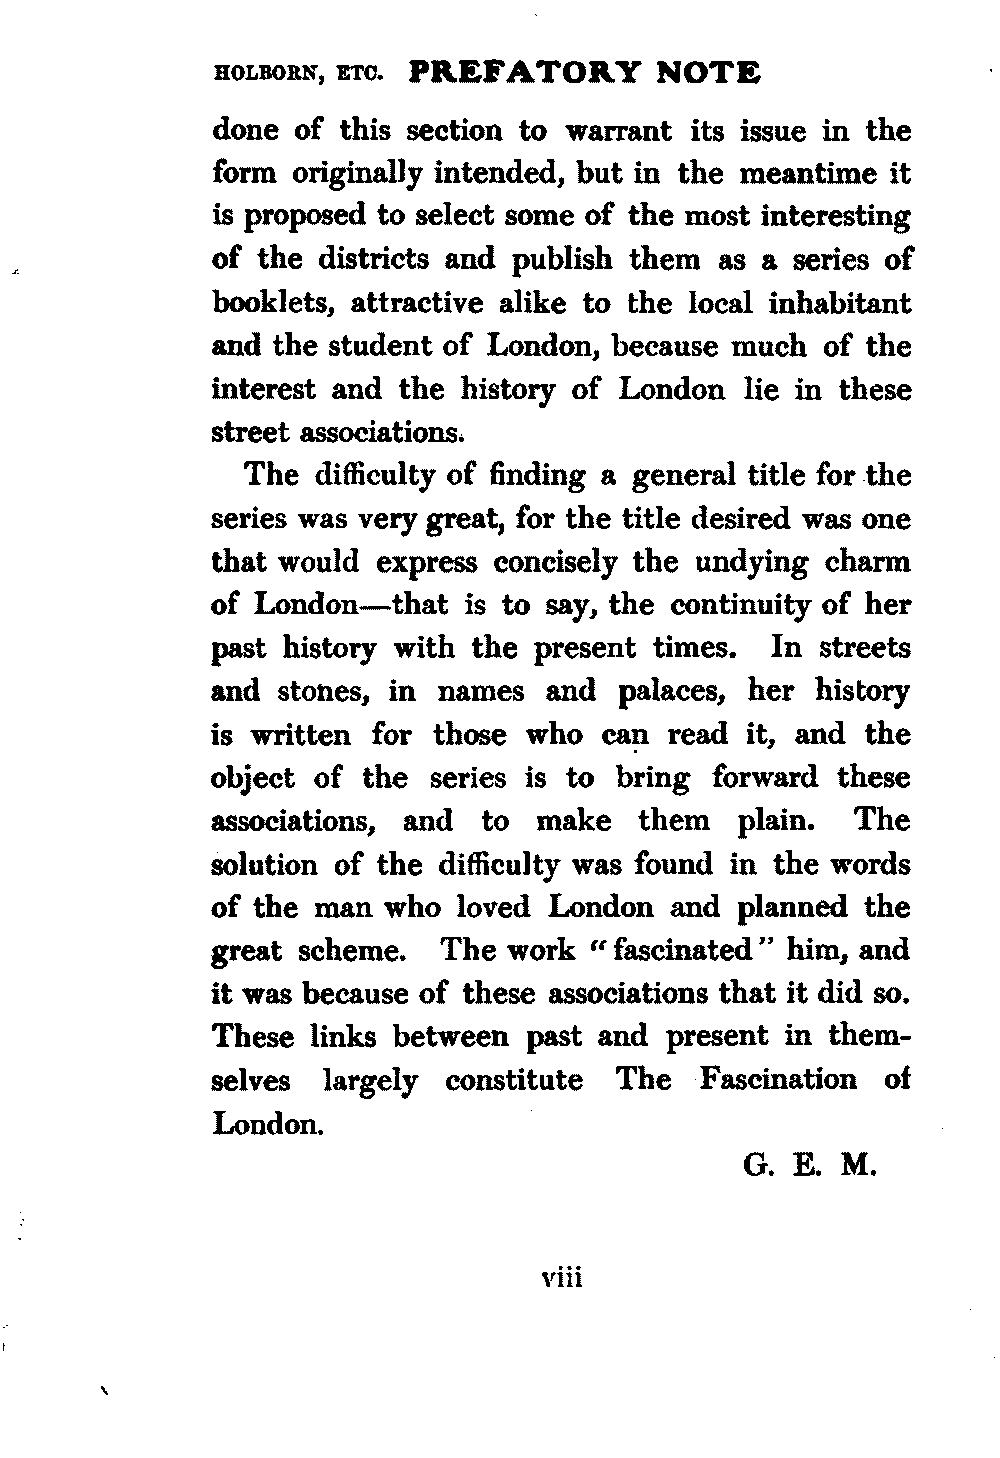 HOLBORN, ETC. PREFATORY NOTE
done of this section to warrant its issue in the
form originally intended, but in the meantime it
is proposed to select some of the most interesting
of the districts and publish them as a series of
booklets, attractive alike to the local inhabitant
and the student of London, because much of the
interest and the history of London lie in these
street associations.
The difficulty of finding a general title for the
series was very great, for the title desired was one
that would express concisely the undying charm
of London—that is to say, the continuity of her
past history with the present times. In streets
and stones, in names and palaces, her history
is written for those who can read it, and the
object of the series is to bring forward these
associations, and to make them plain. The
solution of the difficulty was found in the words
of the man who loved London and planned the
great scheme. The work “fascinated” him, and
it was because of these associations that it did so.
These links between past and present in them-
selves largely constitute The Fascination of
London.
G. E. M.
viii